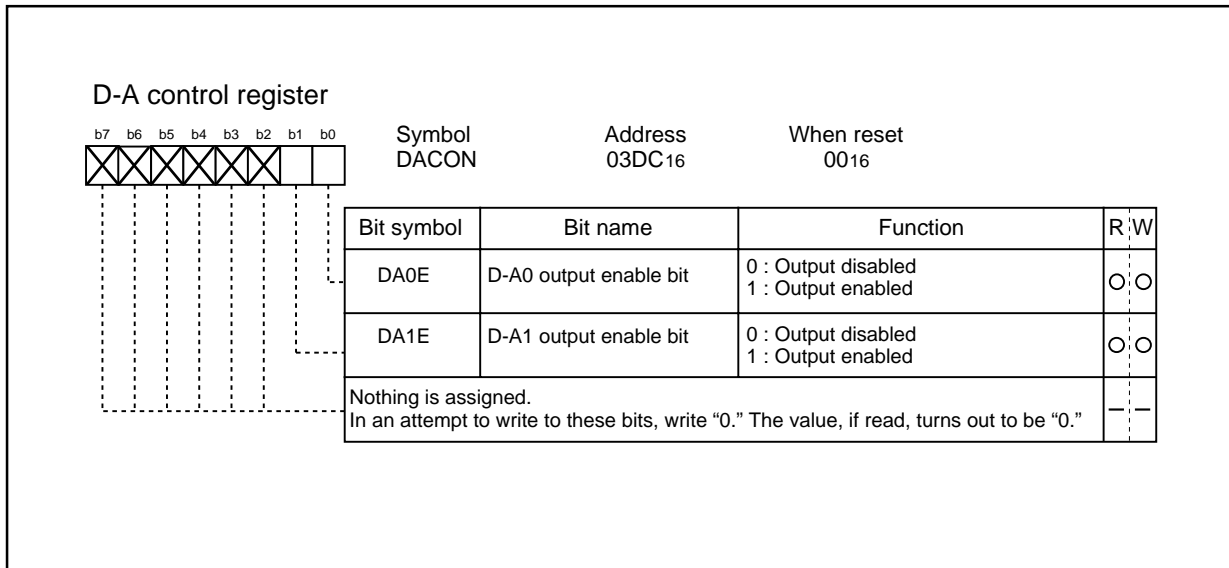 D-A control register
b7 b6 b5 b4 b3 b2 b1 b0
Symbol Address When reset
DACON 03DC16 0016
Bit symbol Bit name Function R W
DA0E D-A0 output enable bit 0 : Output disabled
1 : Output enabled
DA1E D-A1 output enable bit 0 : Output disabled
1 : Output enabled
Nothing is assigned.
In an attempt to write to these bits, write “0.” The value, if read, turns out to be “0.”